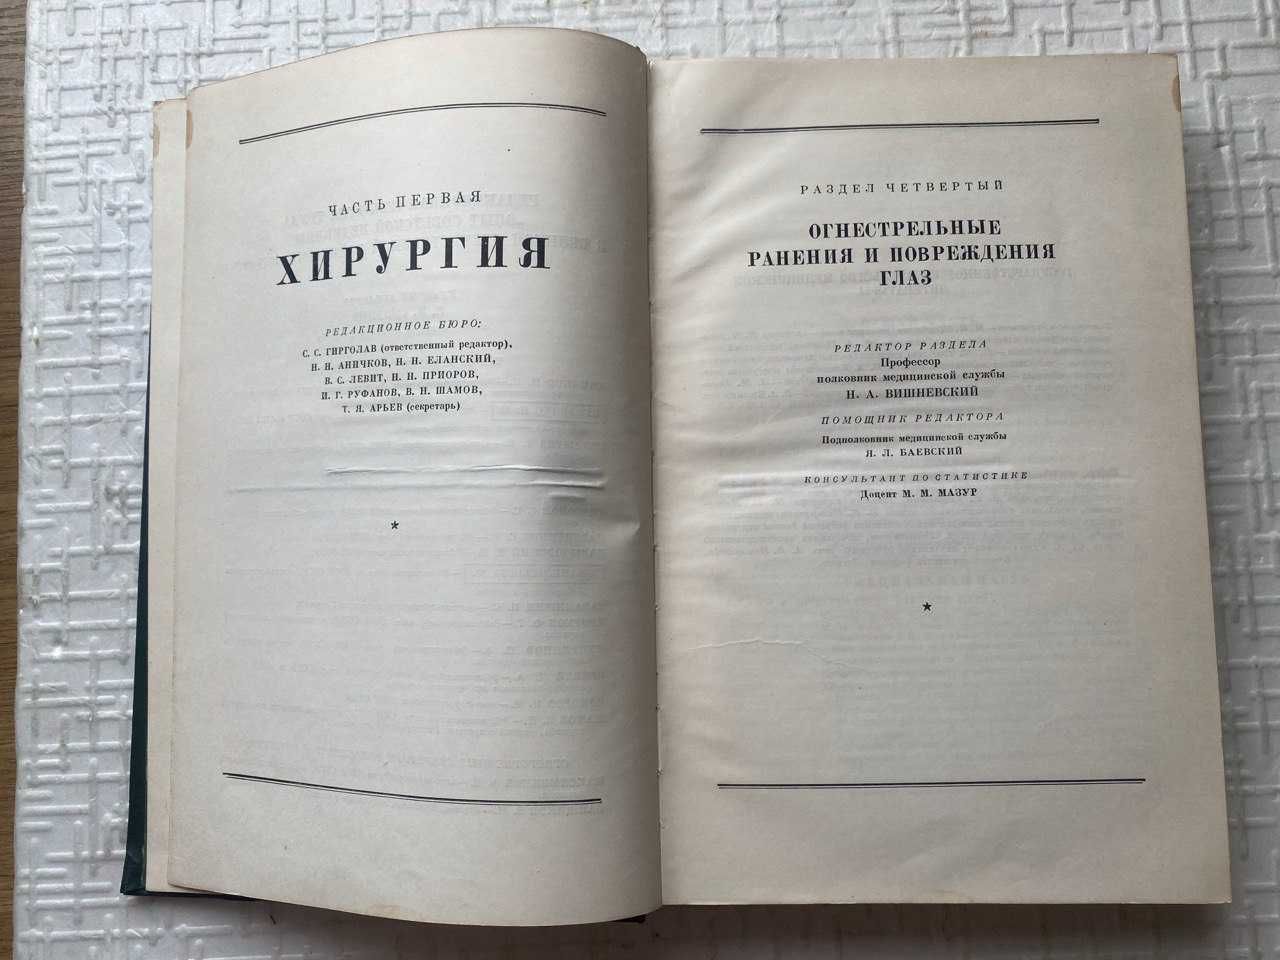 ЧАСТЬ ПЕРВАЯ
ХИРУРГИЯ
РЕДАКЦИОННОЕ БЮРО:
С. С. ГИРГОЛАВ (ответственный редактор),
Н. Н. АНИЧКОВ, Н. Н. ЕЛАНСКИЙ,
В. С. ЛЕВИТ, Н. Н. ПРИОРОВ,
И. Г. РУФАНОВ, В. Н. ШАМОВ,
Т. Я. АРЬЕВ (секретарь)
*
РАЗДЕЛ ЧЕТВЕРТЫЙ
ОГНЕСТРЕЛЬНЫЕ
РАНЕНИЯ И ПОВРЕЖДЕНИЯ
ГЛАЗ
РЕДАКТОР РАЗДЕЛА
Профессор
полковник медицинской службы
Н. А. ВИШНЕВСКИЙ
ПОМОЩНИК РЕДАКТОРА
Подполковник медицинской службы
Я. Л. БАЕВСКИЙ
КОНСУЛЬТАНТ ПО СТАТИСТИКЕ
Доцент М. М. МАЗУР
*